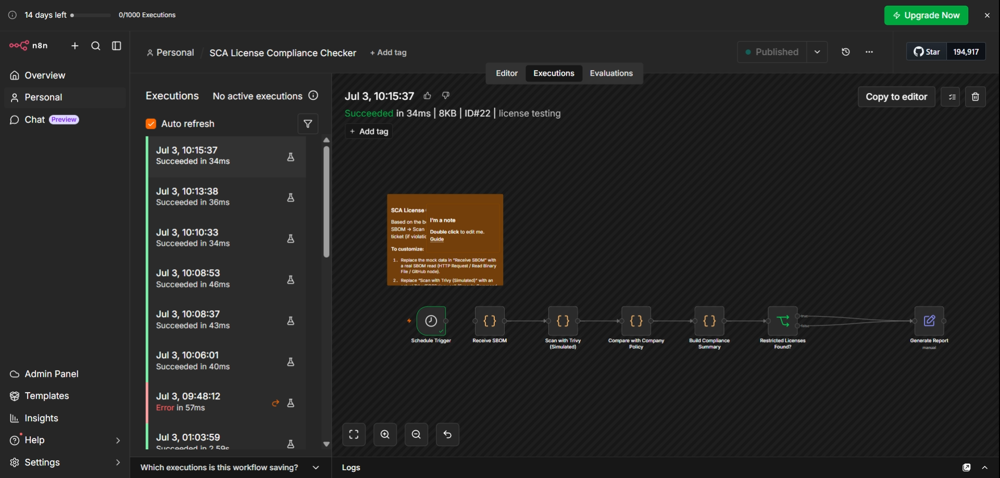 14 days left
0/1000 Executions
Upgrade Now
n8n
Overview
Personal
Chat Preview
Admin Panel
Templates
Insights
Help
Settings
Personal / SCA License Compliance Checker + Add tag
Published
Star 194,917
Editor Executions Evaluations
Executions No active executions
Auto refresh
Jul 3, 10:15:37
Succeeded in 34ms
Jul 3, 10:13:38
Succeeded in 36ms
Jul 3, 10:10:33
Succeeded in 34ms
Jul 3, 10:08:53
Succeeded in 46ms
Jul 3, 10:08:37
Succeeded in 43ms
Jul 3, 10:06:01
Succeeded in 40ms
Jul 3, 09:48:12
Error in 57ms
Jul 3, 01:03:59
Succeeded in 2.59s
Which executions is this workflow saving?
Jul 3, 10:15:37
Succeeded in 34ms | 8KB | ID#22 | license testing
+ Add tag
Copy to editor
SCA License
Based on the
SBOM → Scan
ticket (if
To customize:
1. Replace the mock data in "Receive SBOM" with
a real SBOM read (HTTP Request / Read Binary
File / GitHub node).
2. Replace "Scan with Trivy (Simulated)" with an
I'm a note
Double click to edit me.
Guide
Schedule Trigger
Receive SBOM
Scan with Trivy
(Simulated)
Compare with Company
Policy
Build Compliance
Summary
true
false
Restricted Licenses
Found?
Generate Report
manual
Logs